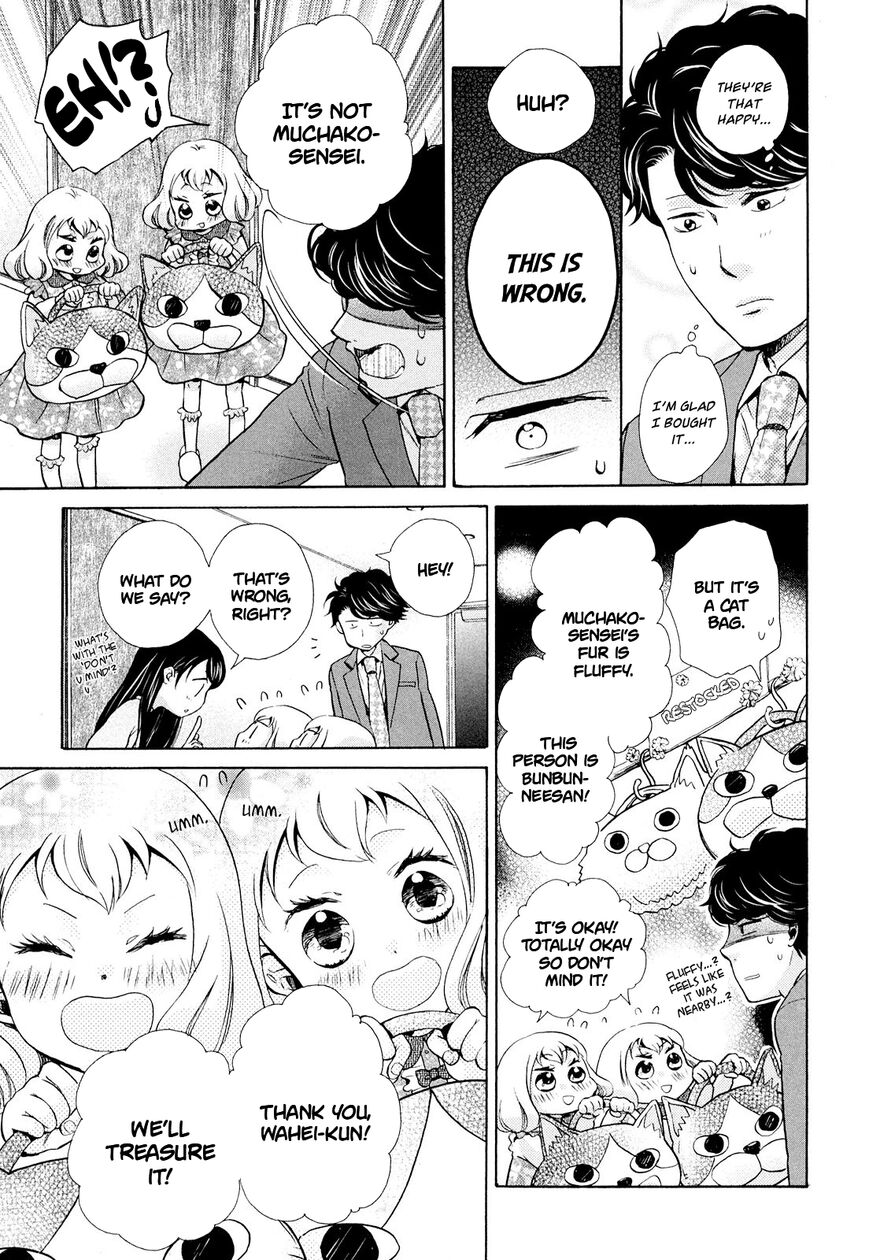 THEY'RE
THAT
HAPPY...
I'M GLAD
I BOUGHT
IT...
HUH?
THIS IS
WRONG.
IT'S NOT
MUCHAKO-
SENSEI.
EH!?
BUT IT'S
A CAT
BAG.
MUCHAKO-
SENSEI'S
FUR IS
FLUFFY.
THIS
PERSON IS
BUNBUN-
NEESAN!
RESTOCKED
FLUFFY...?
FEELS LIKE
IT WAS
NEARBY...?
IT'S OKAY!
TOTALLY OKAY
SO DON'T
MIND IT!
HEY!
THAT'S
WRONG,
RIGHT?
WHAT DO
WE SAY?
WHAT'S
WITH THE
'DON'T
MIND'?
UMM.
UMM.
THANK YOU,
WAHEI-KUN!
WE'LL
TREASURE
IT!